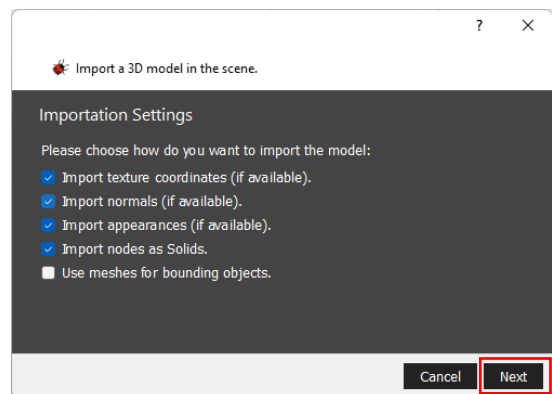 ?
Import a 3D model in the scene.
Importation Settings
Please choose how do you want to import the model:
Import texture coordinates (if available).
Import normals (if available).
Import appearances (if available).
Import nodes as Solids.
Use meshes for bounding objects.
Cancel Next